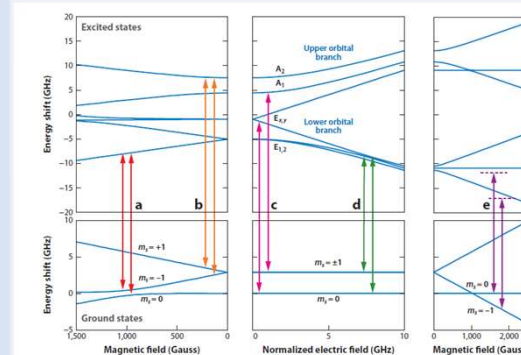 Excited states
Energy shift (GHz)
20
15
10
5
0
−5
−10
−15
−20
a
b
A₂
A₁
Eₓ,ᵧ
E₁,₂
Upper orbital
branch
Lower orbital
branch
c
d
e
Energy shift (GHz)
10
5
0
−5
mₛ = +1
mₛ = −1
mₛ = 0
Ground states
mₛ = ±1
mₛ = 0
mₛ = 0
mₛ = −1
1,500
1,000
500
0
Magnetic field (Gauss)
0
5
10
Normalized electric field (GHz)
0
1,000
2,000
Magnetic field (Gauss